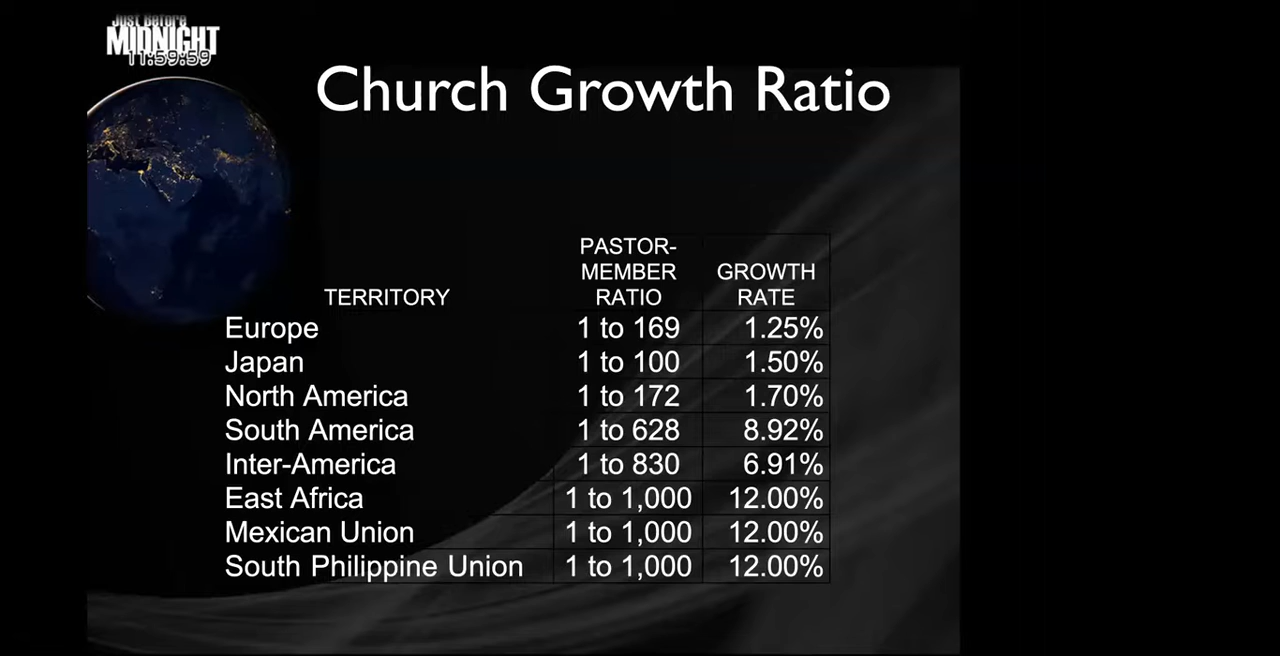 Just Before
MIDNIGHT
11:59:59
Church Growth Ratio
TERRITORY PASTOR-MEMBER RATIO GROWTH RATE
Europe 1 to 169 1.25%
Japan 1 to 100 1.50%
North America 1 to 172 1.70%
South America 1 to 628 8.92%
Inter-America 1 to 830 6.91%
East Africa 1 to 1,000 12.00%
Mexican Union 1 to 1,000 12.00%
South Philippine Union 1 to 1,000 12.00%